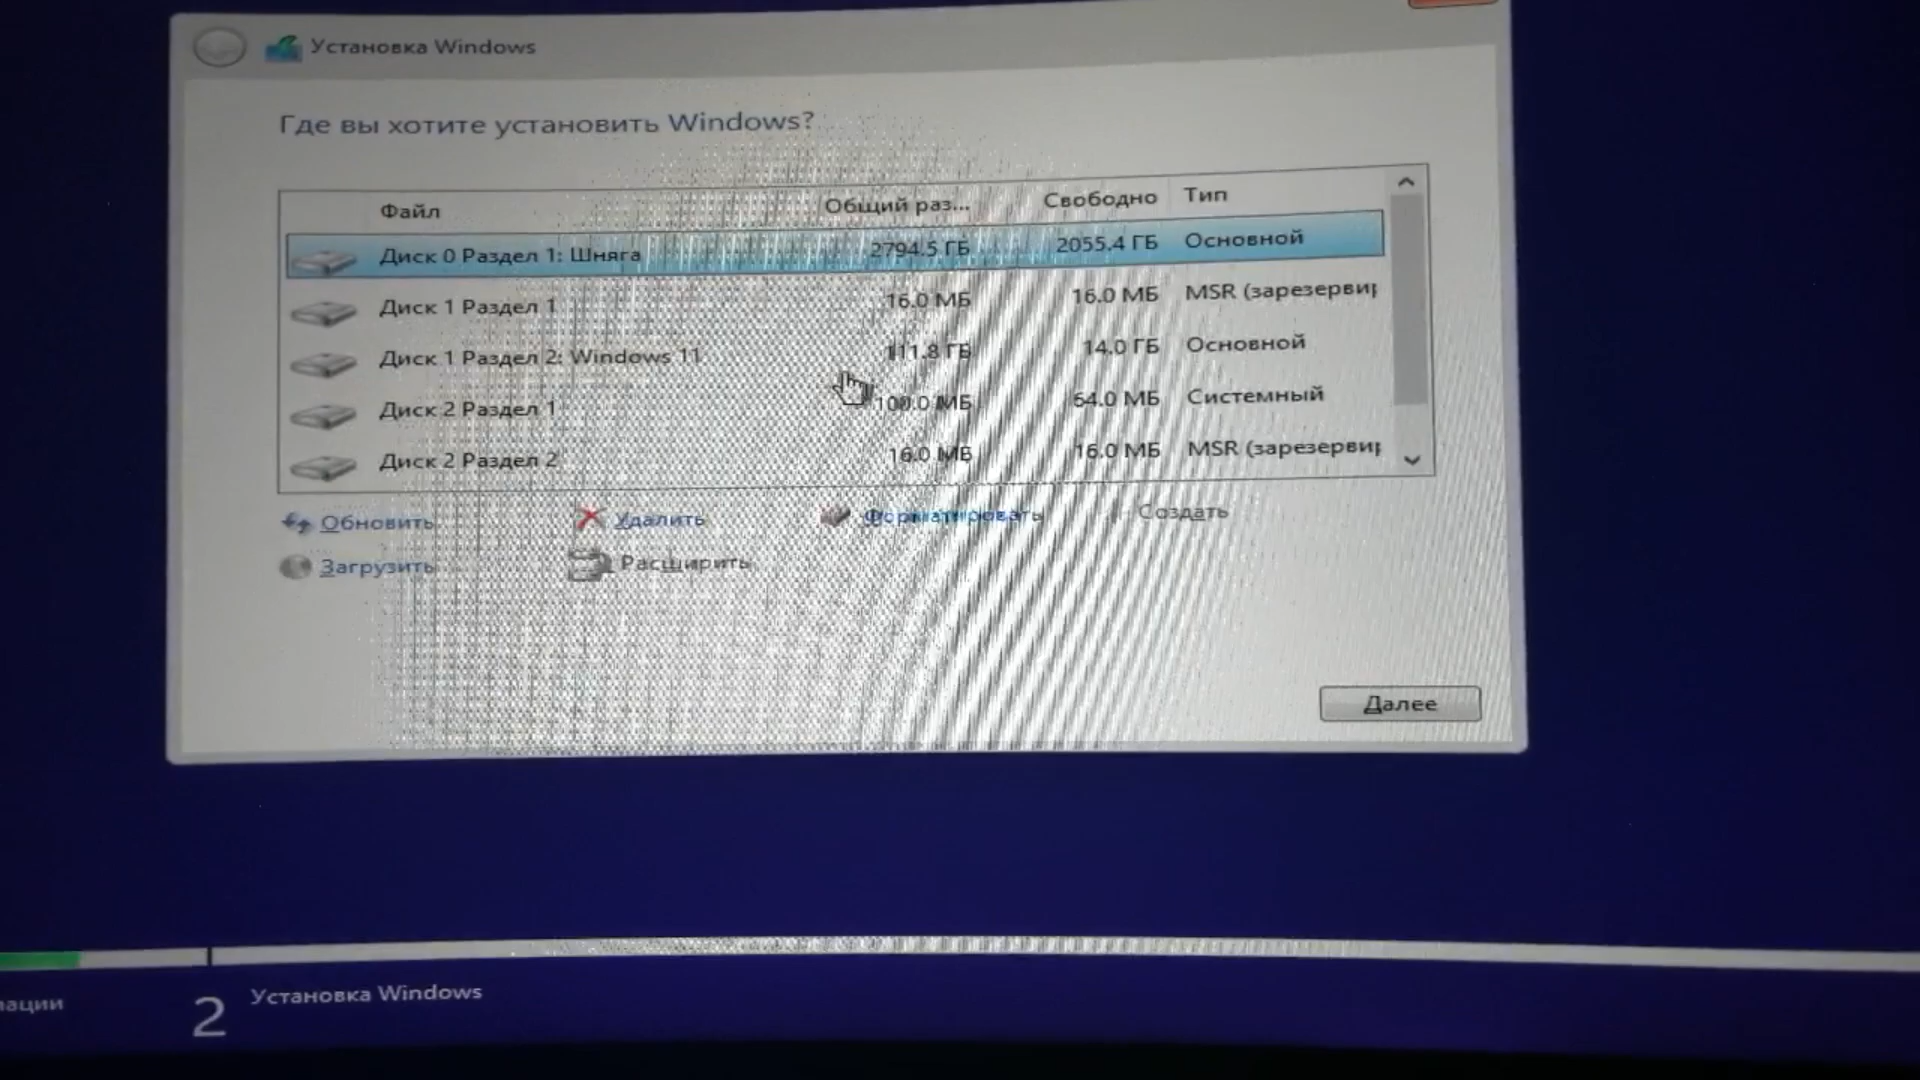 Установка Windows
Где вы хотите установить Windows?
Файл Общий раз... Свободно Тип
Диск 0 Раздел 1: Шняга 2794.5 ГБ 2055.4 ГБ Основной
Диск 1 Раздел 1 16.0 МБ 16.0 МБ MSR (зарезервир
Диск 1 Раздел 2: Windows 11 111.8 ГБ 14.0 ГБ Основной
Диск 2 Раздел 1 100.0 МБ 64.0 МБ Системный
Диск 2 Раздел 2 16.0 МБ 16.0 МБ MSR (зарезервир
Обновить Удалить Форматировать Создать
Загрузить Расширить
Далее
ации 2 Установка Windows